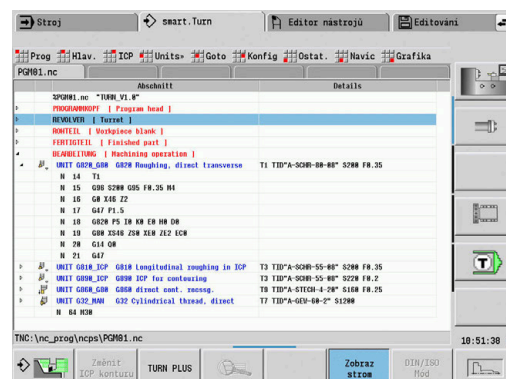 Stroj
smart.Turn
Editor nástrojů
Editování
Prog Hlav. ICP Units» Goto Konfig Ostat. Navíc Grafika
PGM01.nc
Abschnitt Details
%PGM01.nc "TURN_V1.0"
PROGRAMMKOPF [ Program head ]
REVOLVER [ Turret ]
ROHTEIL [ Workpiece blank ]
FERTIGTEIL [ Finished part ]
BEARBEITUNG [ Machining operation ]
UNIT G820_G80 G820 Roughing, direct transverse T1 TID"A-SCHR-80-08" S200 F0.35
N 14 T1
N 15 G96 S200 G95 F0.35 M4
N 16 G0 X46 Z2
N 17 G47 P1.5
N 18 G820 P5 I0 K0 E0 H0 D0
N 19 G80 XS46 ZS0 XE0 ZE2 EC0
N 20 G14 Q0
N 21 G47
UNIT G810_ICP G810 Longitudinal roughing in ICP T3 TID"A-SCHR-55-08" S200 F0.35
UNIT G890_ICP G890 ICP for contouring T3 TID"A-SCHR-55-08" S220 F0.25
UNIT G860_G80 G860 direct cont. recssg. T9 TID"A-STECH-4-20" S160 F0.25
UNIT G32_MAN G32 Cylindrical thread, direct T7 TID"A-GEW-60-2" S1200
N 64 M30
TNC:\nc_prog\ncps\PGM01.nc
10:51:38
T
Změnit
ICP konturu
TURN PLUS
Zobraz
strom
DIN/ISO
Mod